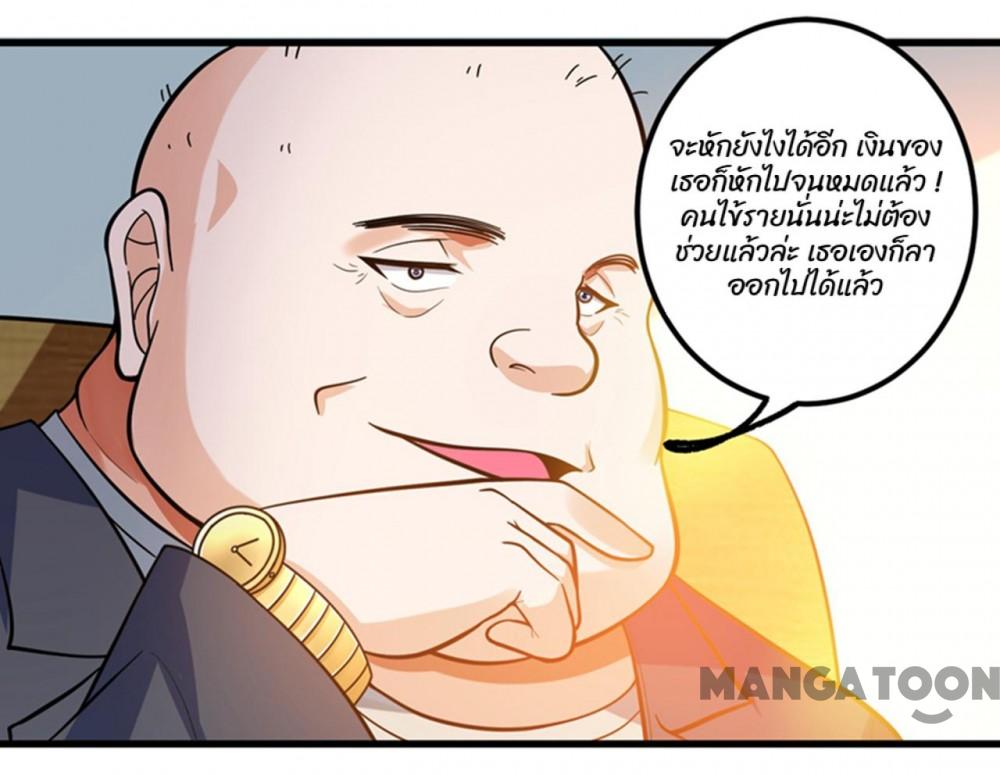 จะหักยังไงได้อีก เงินของ
เธอก็หักไปจนหมดแล้ว !
คนไข้รายนั่นน่ะไม่ต้อง
ช่วยแล้วล่ะ เธอเองก็ลา
ออกไปได้แล้ว
MANGATOON